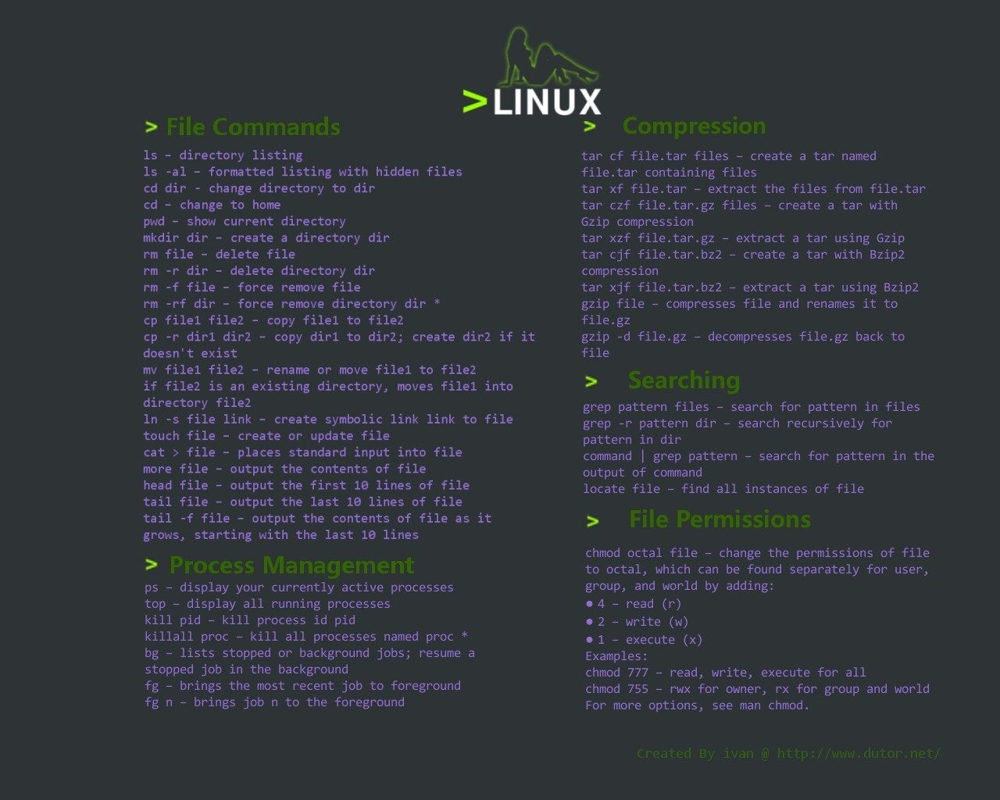 >LINUX
> File Commands
ls – directory listing
ls -al – formatted listing with hidden files
cd dir - change directory to dir
cd – change to home
pwd – show current directory
mkdir dir – create a directory dir
rm file – delete file
rm -r dir – delete directory dir
rm -f file – force remove file
rm -rf dir – force remove directory dir *
cp file1 file2 – copy file1 to file2
cp -r dir1 dir2 – copy dir1 to dir2; create dir2 if it
doesn't exist
mv file1 file2 – rename or move file1 to file2
if file2 is an existing directory, moves file1 into
directory file2
ln -s file link – create symbolic link link to file
touch file – create or update file
cat > file – places standard input into file
more file – output the contents of file
head file – output the first 10 lines of file
tail file – output the last 10 lines of file
tail -f file – output the contents of file as it
grows, starting with the last 10 lines
> Process Management
ps – display your currently active processes
top – display all running processes
kill pid – kill process id pid
killall proc – kill all processes named proc *
bg – lists stopped or background jobs; resume a
stopped job in the background
fg – brings the most recent job to foreground
fg n – brings job n to the foreground
> Compression
tar cf file.tar files – create a tar named
file.tar containing files
tar xf file.tar – extract the files from file.tar
tar czf file.tar.gz files – create a tar with
Gzip compression
tar xzf file.tar.gz – extract a tar using Gzip
tar cjf file.tar.bz2 – create a tar with Bzip2
compression
tar xjf file.tar.bz2 – extract a tar using Bzip2
gzip file – compresses file and renames it to
file.gz
gzip -d file.gz – decompresses file.gz back to
file
> Searching
grep pattern files – search for pattern in files
grep -r pattern dir – search recursively for
pattern in dir
command | grep pattern – search for pattern in the
output of command
locate file – find all instances of file
> File Permissions
chmod octal file – change the permissions of file
to octal, which can be found separately for user,
group, and world by adding:
● 4 – read (r)
● 2 – write (w)
● 1 – execute (x)
Examples:
chmod 777 – read, write, execute for all
chmod 755 – rwx for owner, rx for group and world
For more options, see man chmod.
Created By ivan @ http://www.dutor.net/